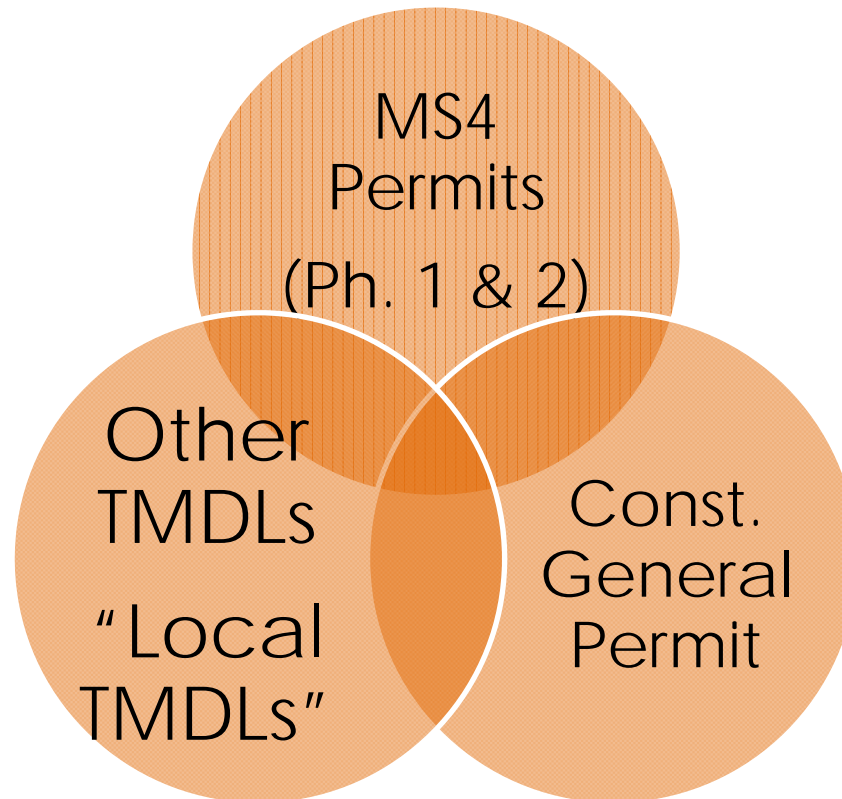 MS4
Permits
(Ph. 1 & 2)
Other
TMDLs
“Local
TMDLs”
Const.
General
Permit